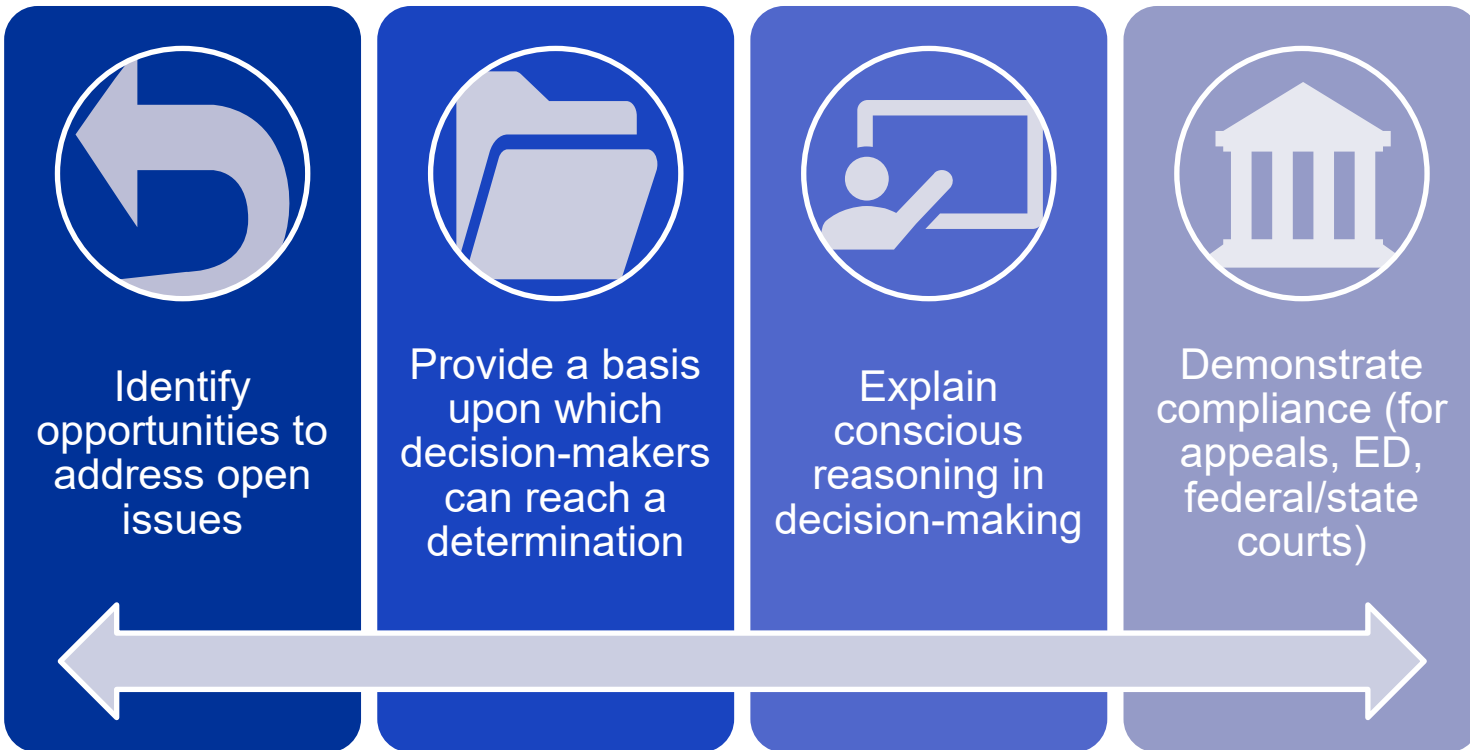 Identify
opportunities to
address open
issues
Provide a basis
upon which
decision-makers
can reach a
determination
Explain
conscious
reasoning in
decision-making
Demonstrate
compliance (for
appeals, ED,
federal/state
courts)